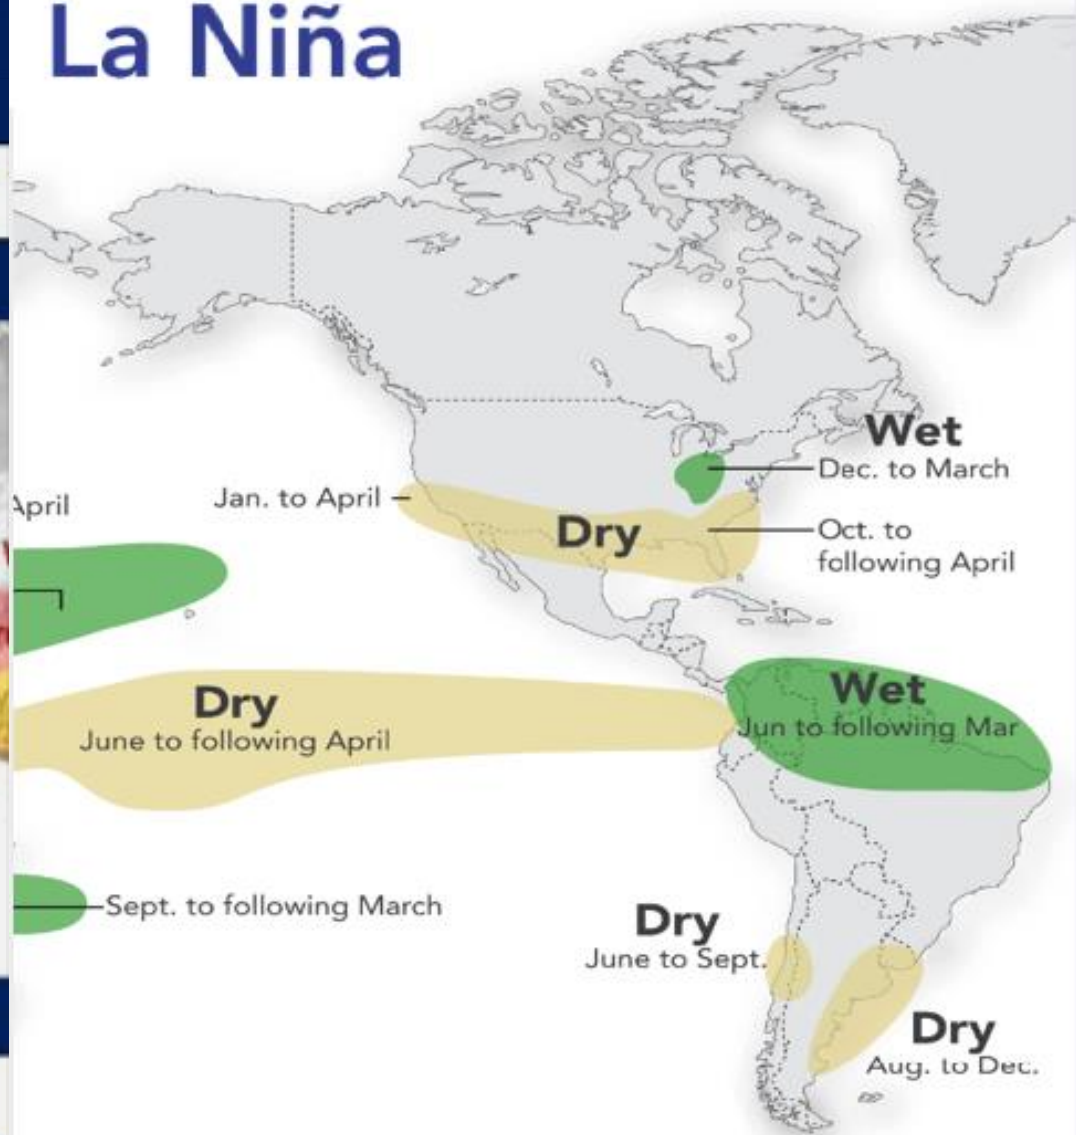 La Niña
Wet
Dec. to March
April
Jan. to April
Dry
Oct. to
following April
Wet
Jun to following Mar
Dry
June to following April
Sept. to following March
Dry
June to Sept.
Dry
Aug. to Dec.